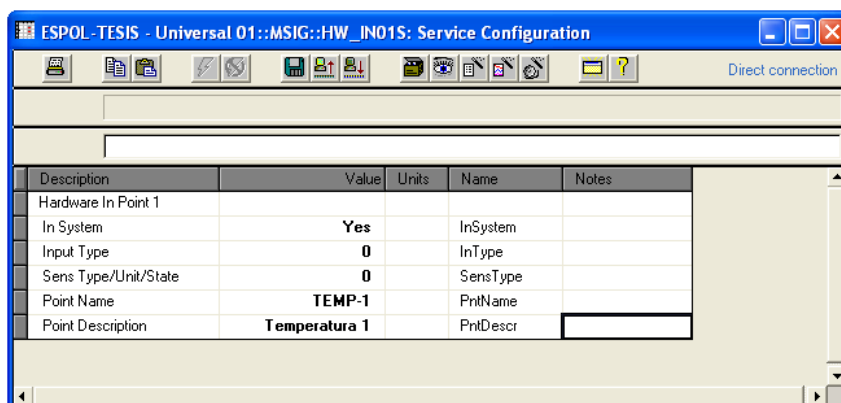 ESPOL-TESIS - Universal 01::MSIG::HW_IN01S: Service Configuration
Direct connection
Description Value Units Name Notes
Hardware In Point 1
In System Yes InSystem
Input Type 0 InType
Sens Type/Unit/State 0 SensType
Point Name TEMP-1 PntName
Point Description Temperatura 1 PntDescr